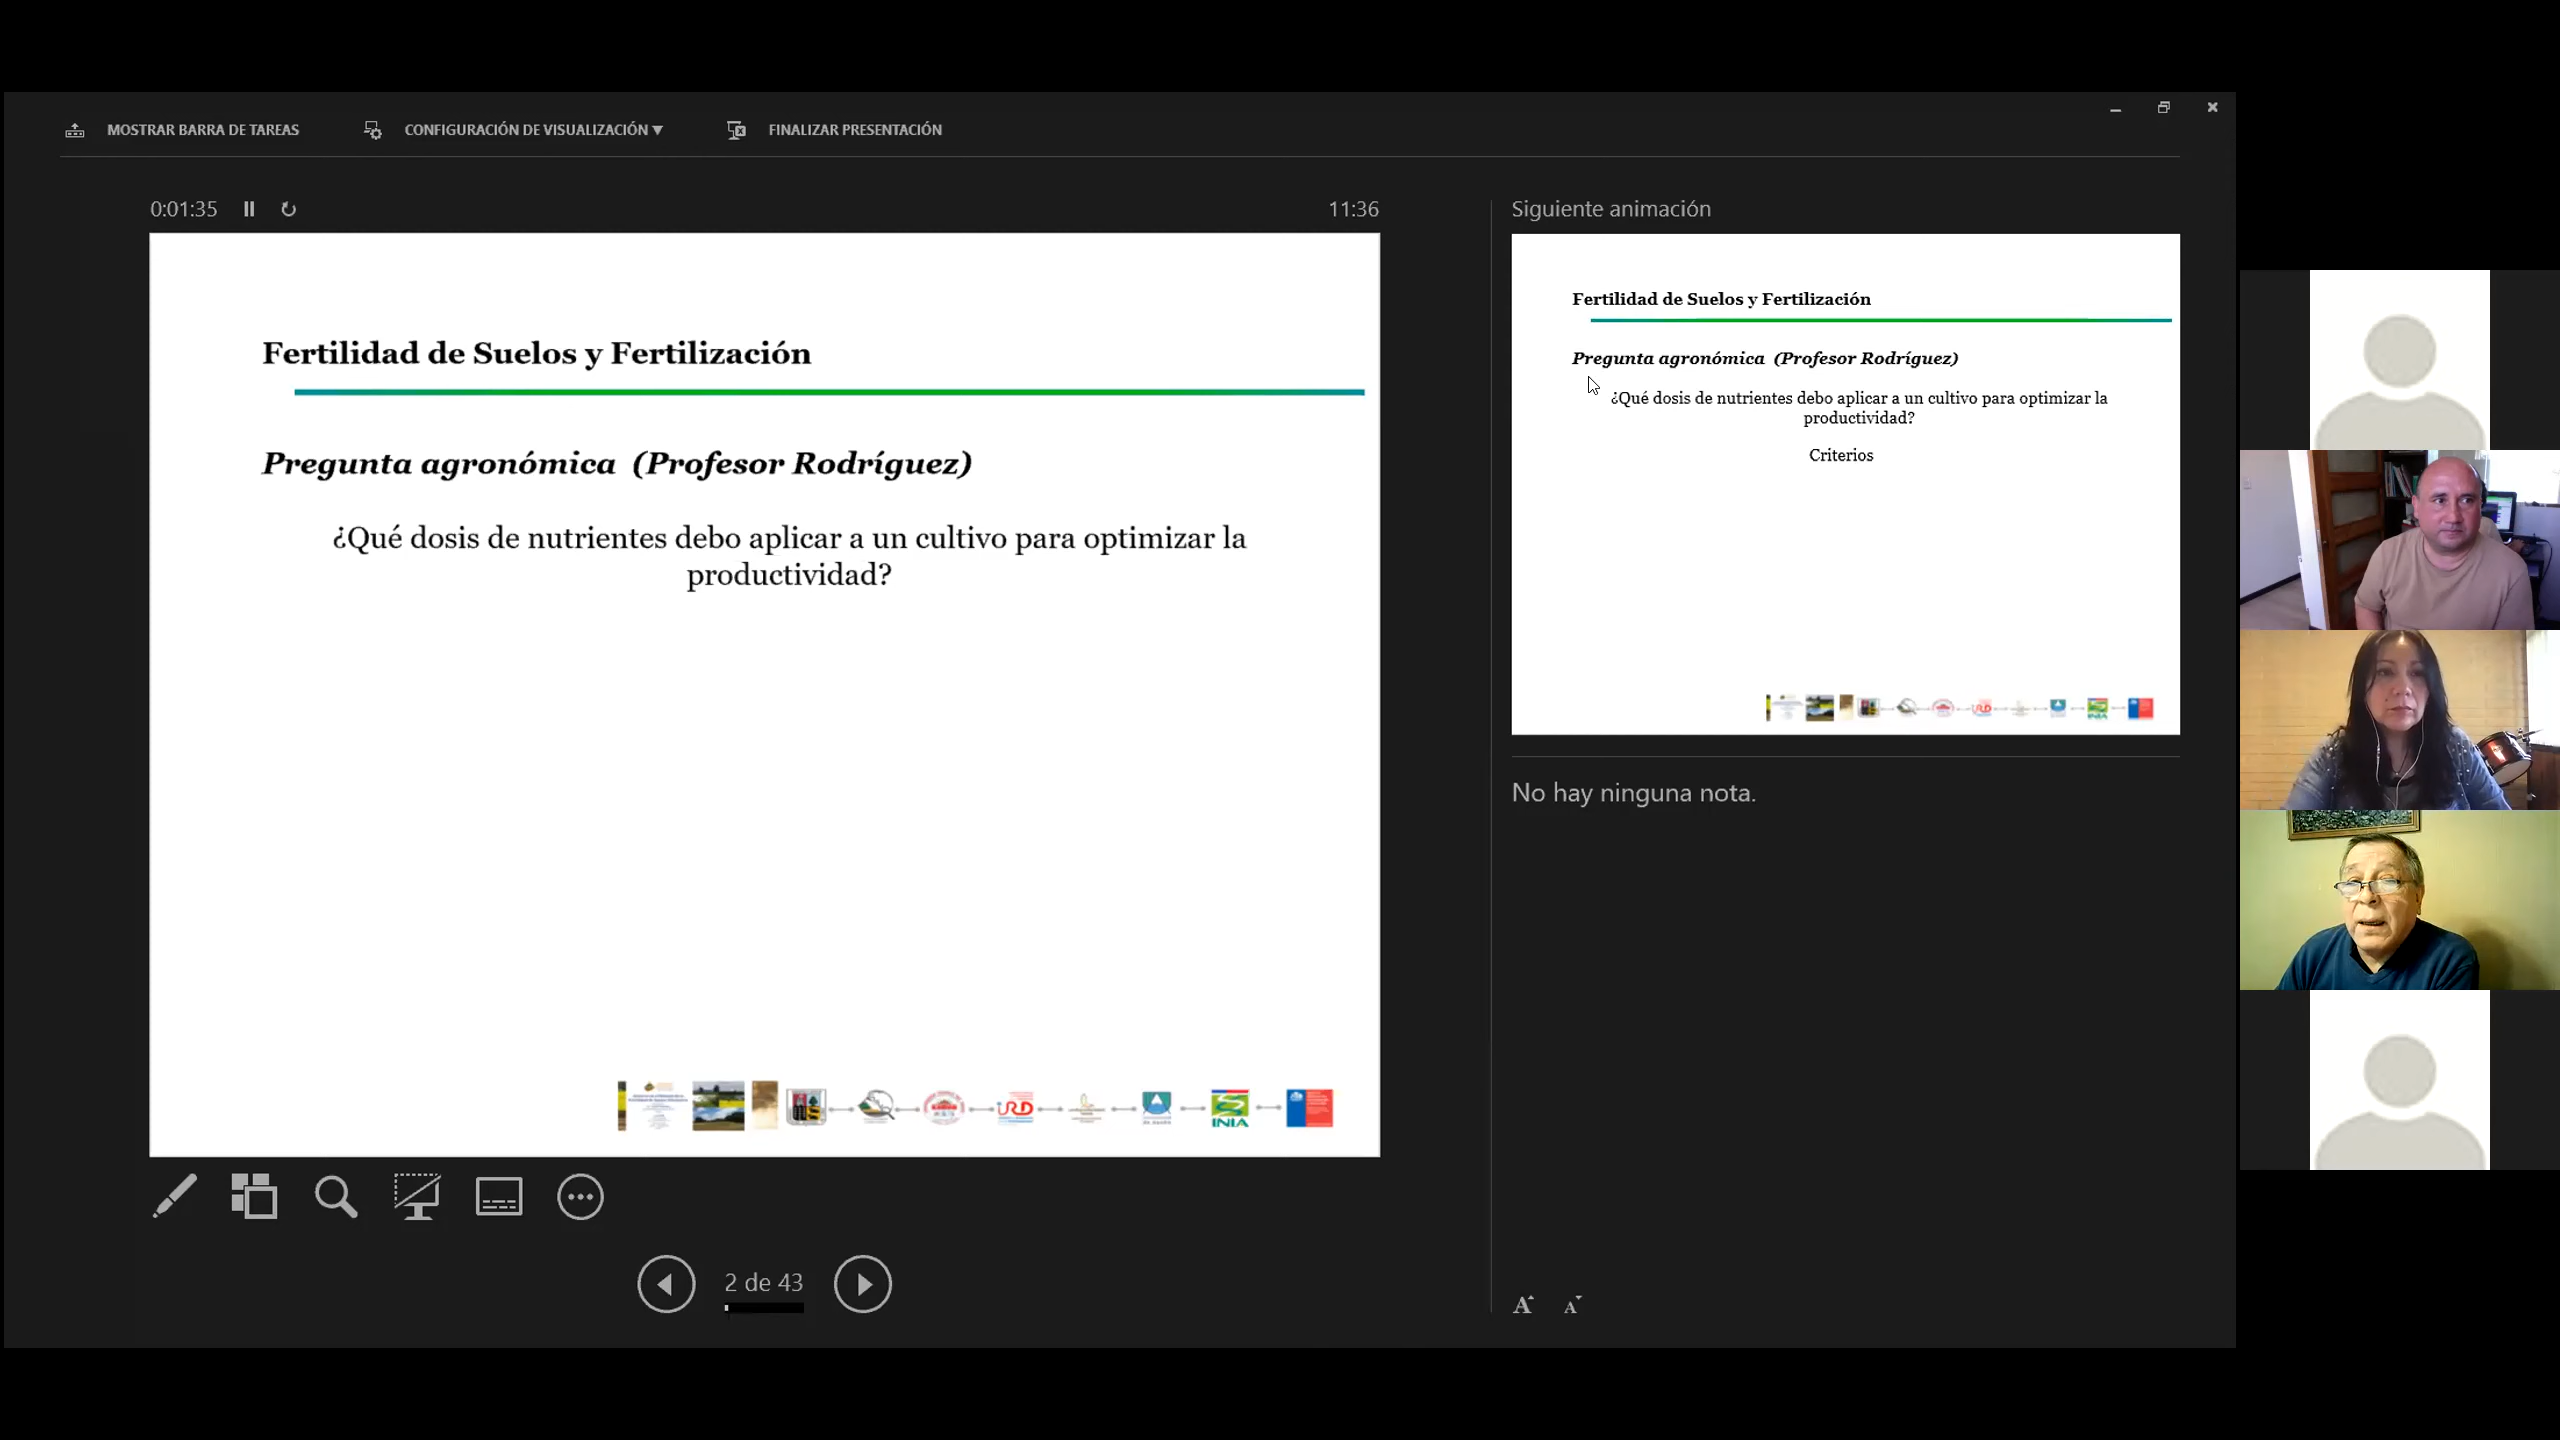 MOSTRAR BARRA DE TAREAS
CONFIGURACIÓN DE VISUALIZACIÓN ▼
FINALIZAR PRESENTACIÓN
0:01:35
11:36
Fertilidad de Suelos y Fertilización
Pregunta agronómica (Profesor Rodríguez)
¿Qué dosis de nutrientes debo aplicar a un cultivo para optimizar la
productividad?
iRD
INIA
2 de 43
Siguiente animación
Fertilidad de Suelos y Fertilización
Pregunta agronómica (Profesor Rodríguez)
¿Qué dosis de nutrientes debo aplicar a un cultivo para optimizar la
productividad?
Criterios
iRD
INIA
No hay ninguna nota.
A A